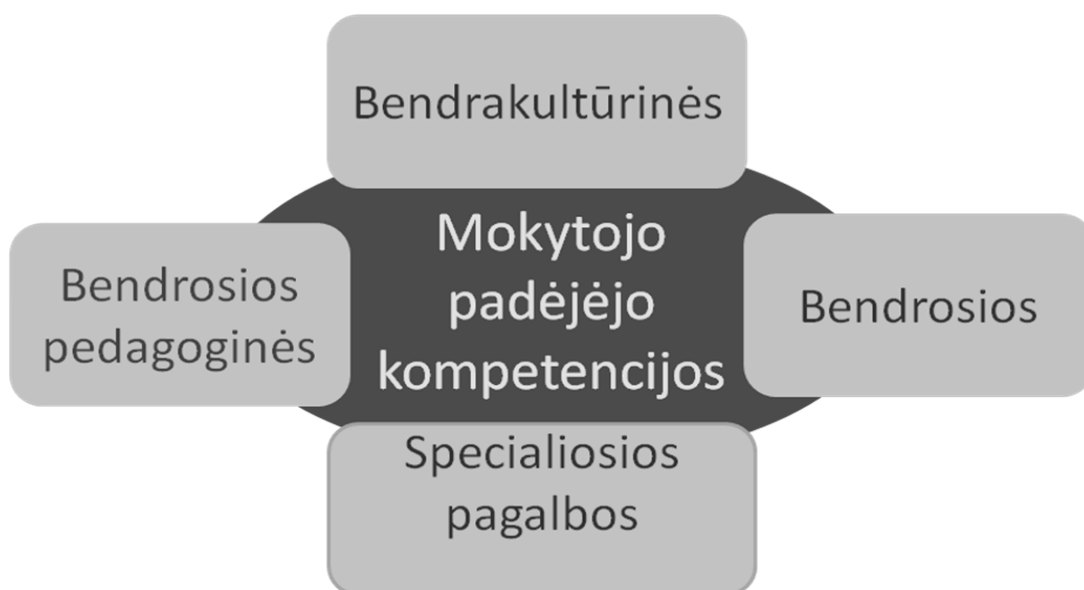 Bendrakultūrinės
Mokytojo
padėjėjo
kompetencijos
Bendrosios
pedagoginės
Bendrosios
Specialiosios
pagalbos